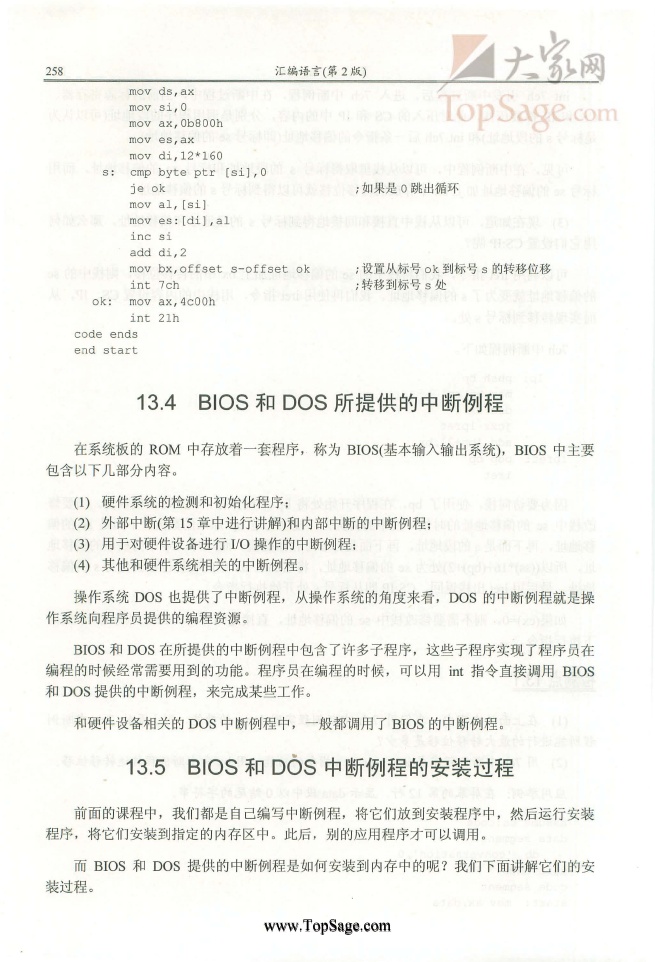 大家网
TopSage.com
258
汇编语言(第2版)
mov ds,ax
mov si,0
mov ax,0b800h
mov es,ax
mov di,12*160
s: cmp byte ptr [si],0
je ok ;如果是0跳出循环
mov al,[si]
mov es:[di],al
inc si
add di,2
mov bx,offset s-offset ok ;设置从标号ok到标号s的转移位移
int 7ch ;转移到标号s处
ok: mov ax,4c00h
int 21h
code ends
end start
13.4 BIOS 和 DOS 所提供的中断例程
在系统板的 ROM 中存放着一套程序，称为 BIOS(基本输入输出系统)，BIOS 中主要
包含以下几部分内容。
(1) 硬件系统的检测和初始化程序；
(2) 外部中断(第 15 章中进行讲解)和内部中断的中断例程；
(3) 用于对硬件设备进行 I/O 操作的中断例程；
(4) 其他和硬件系统相关的中断例程。
操作系统 DOS 也提供了中断例程，从操作系统的角度来看，DOS 的中断例程就是操
作系统向程序员提供的编程资源。
BIOS 和 DOS 在所提供的中断例程中包含了许多子程序，这些子程序实现了程序员在
编程的时候经常需要用到的功能。程序员在编程的时候，可以用 int 指令直接调用 BIOS
和 DOS 提供的中断例程，来完成某些工作。
和硬件设备相关的 DOS 中断例程中，一般都调用了 BIOS 的中断例程。
13.5 BIOS 和 DOS 中断例程的安装过程
前面的课程中，我们都是自己编写中断例程，将它们放到安装程序中，然后运行安装
程序，将它们安装到指定的内存区中。此后，别的应用程序才可以调用。
而 BIOS 和 DOS 提供的中断例程是如何安装到内存中的呢？我们下面讲解它们的安
装过程。
www.TopSage.com